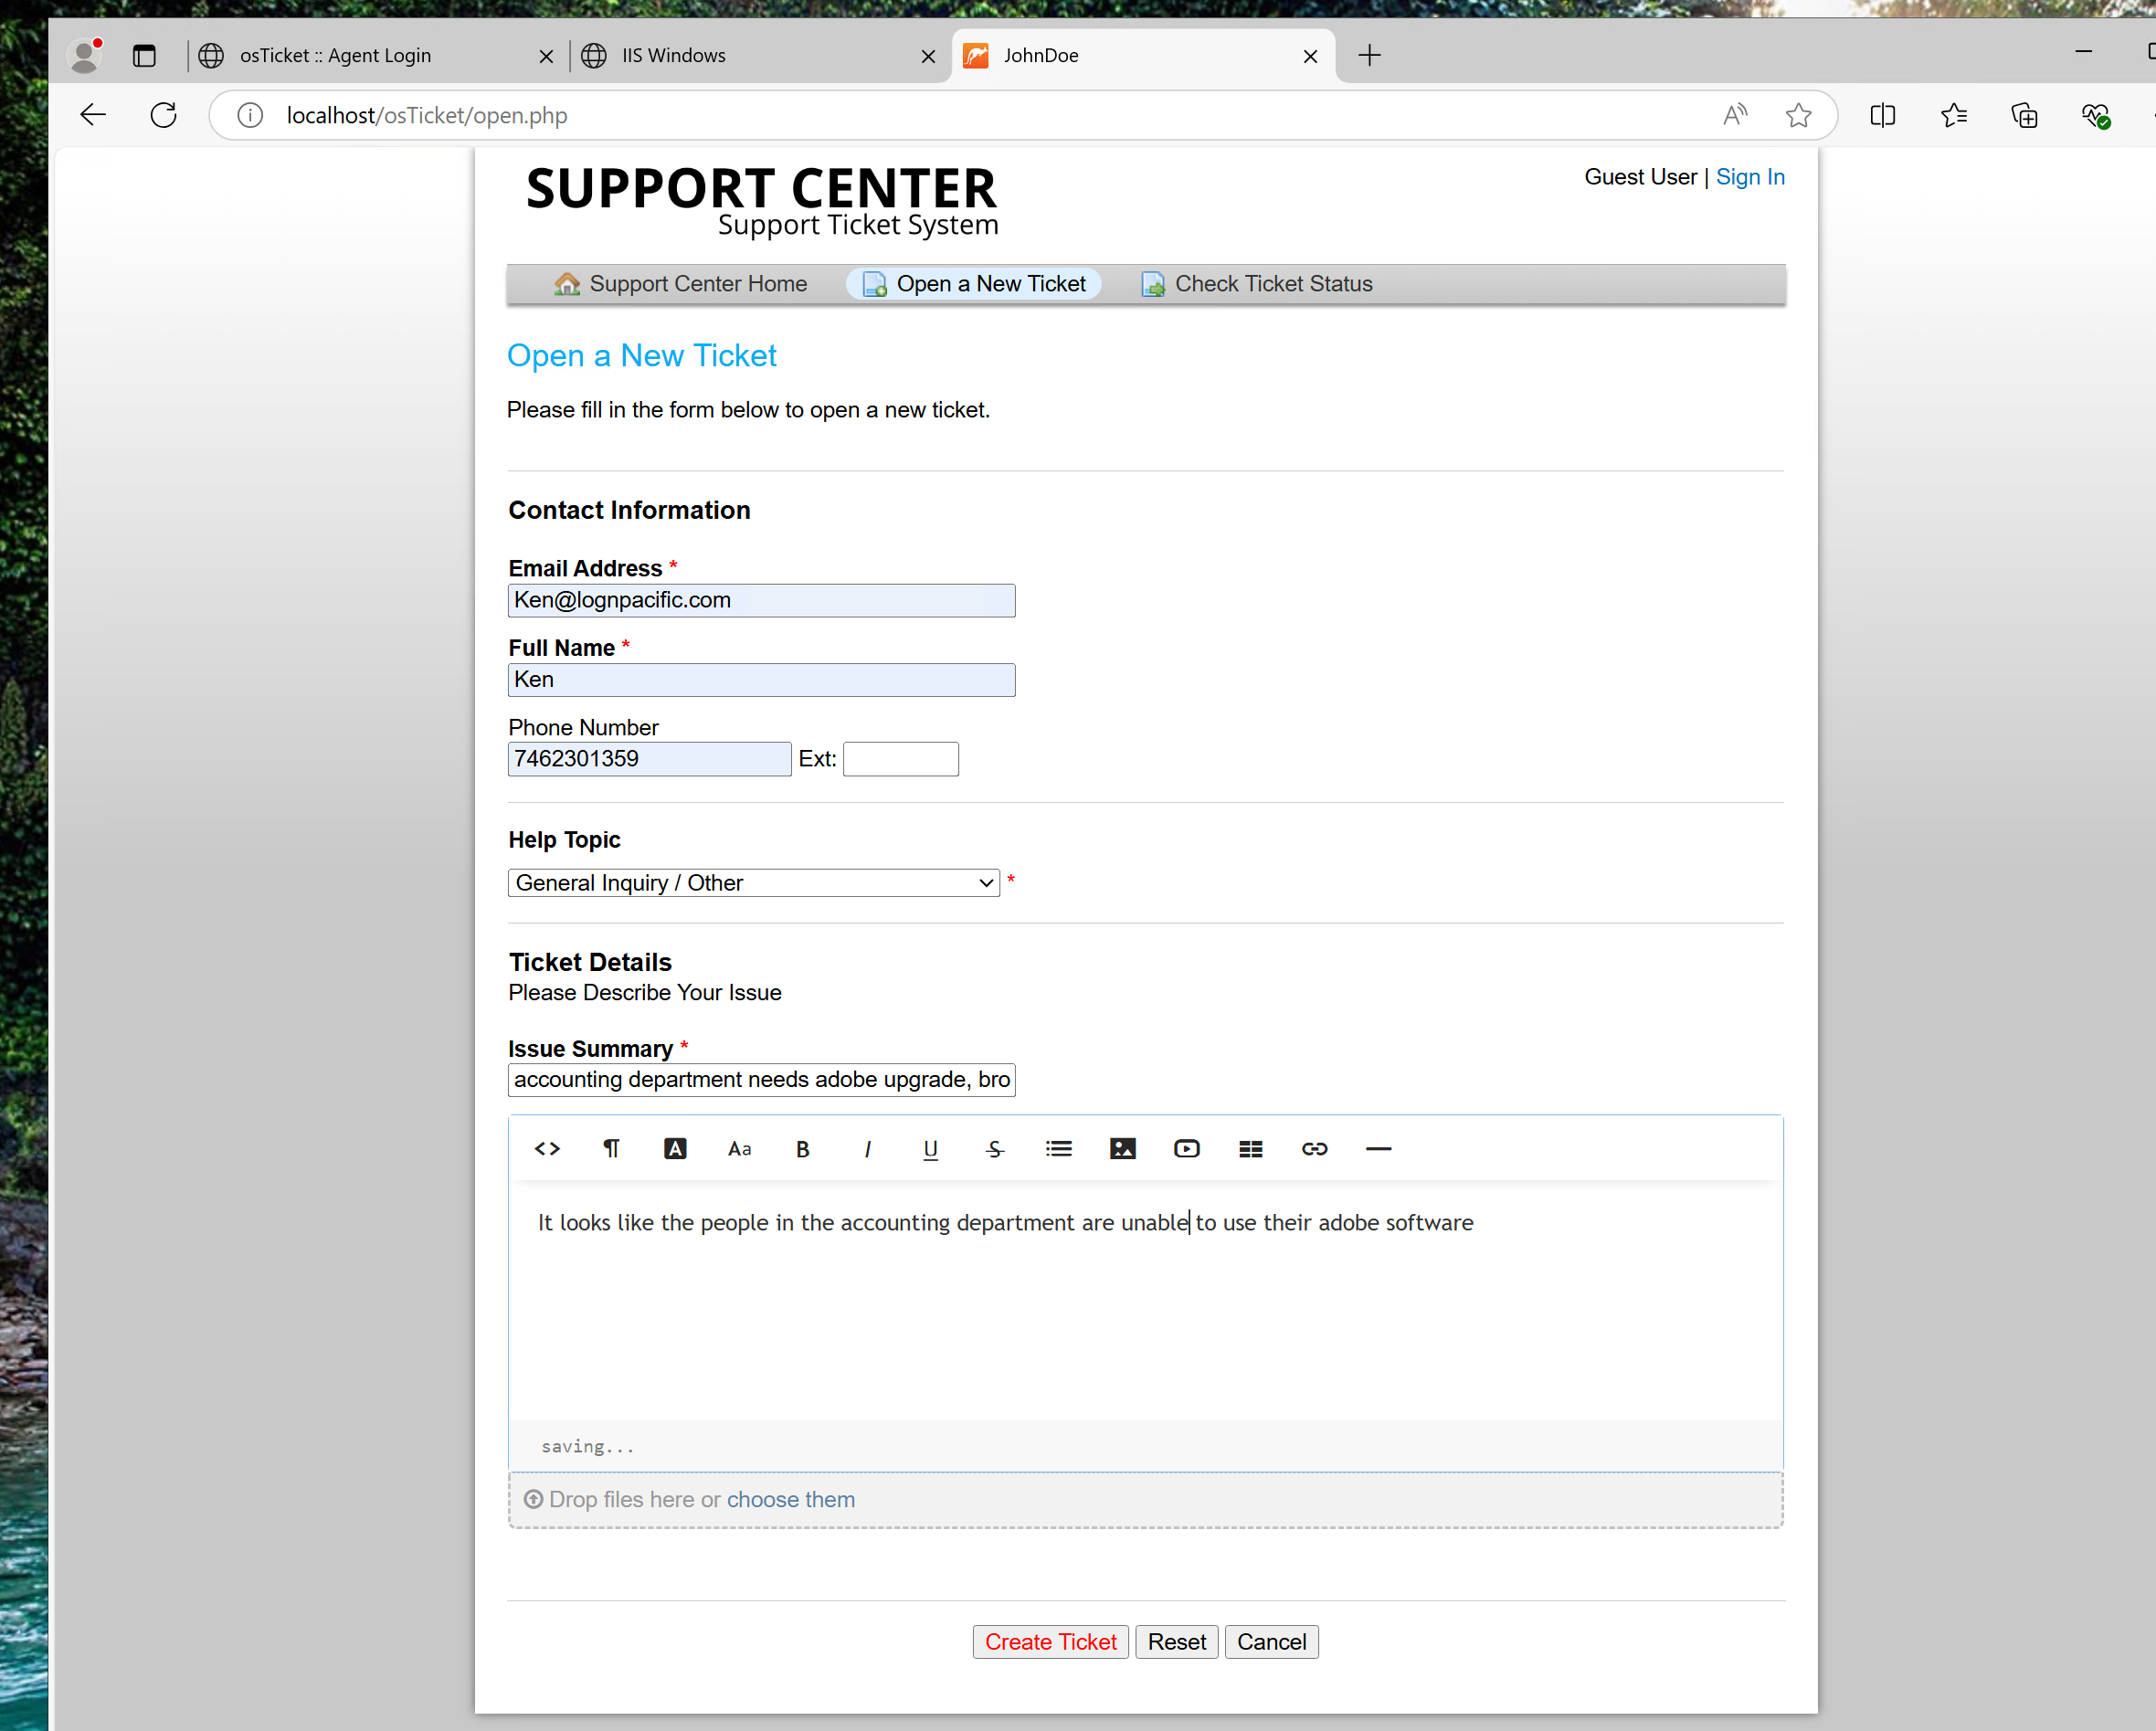 osTicket :: Agent Login
IIS Windows
JohnDoe
localhost/osTicket/open.php
SUPPORT CENTER
Support Ticket System
Guest User | Sign In
Support Center Home
Open a New Ticket
Check Ticket Status
Open a New Ticket
Please fill in the form below to open a new ticket.
Contact Information
Email Address *
Ken@lognpacific.com
Full Name *
Ken
Phone Number
7462301359 Ext:
Help Topic
General Inquiry / Other *
Ticket Details
Please Describe Your Issue
Issue Summary *
accounting department needs adobe upgrade, bro
It looks like the people in the accounting department are unable to use their adobe software
saving...
Drop files here or choose them
Create Ticket Reset Cancel